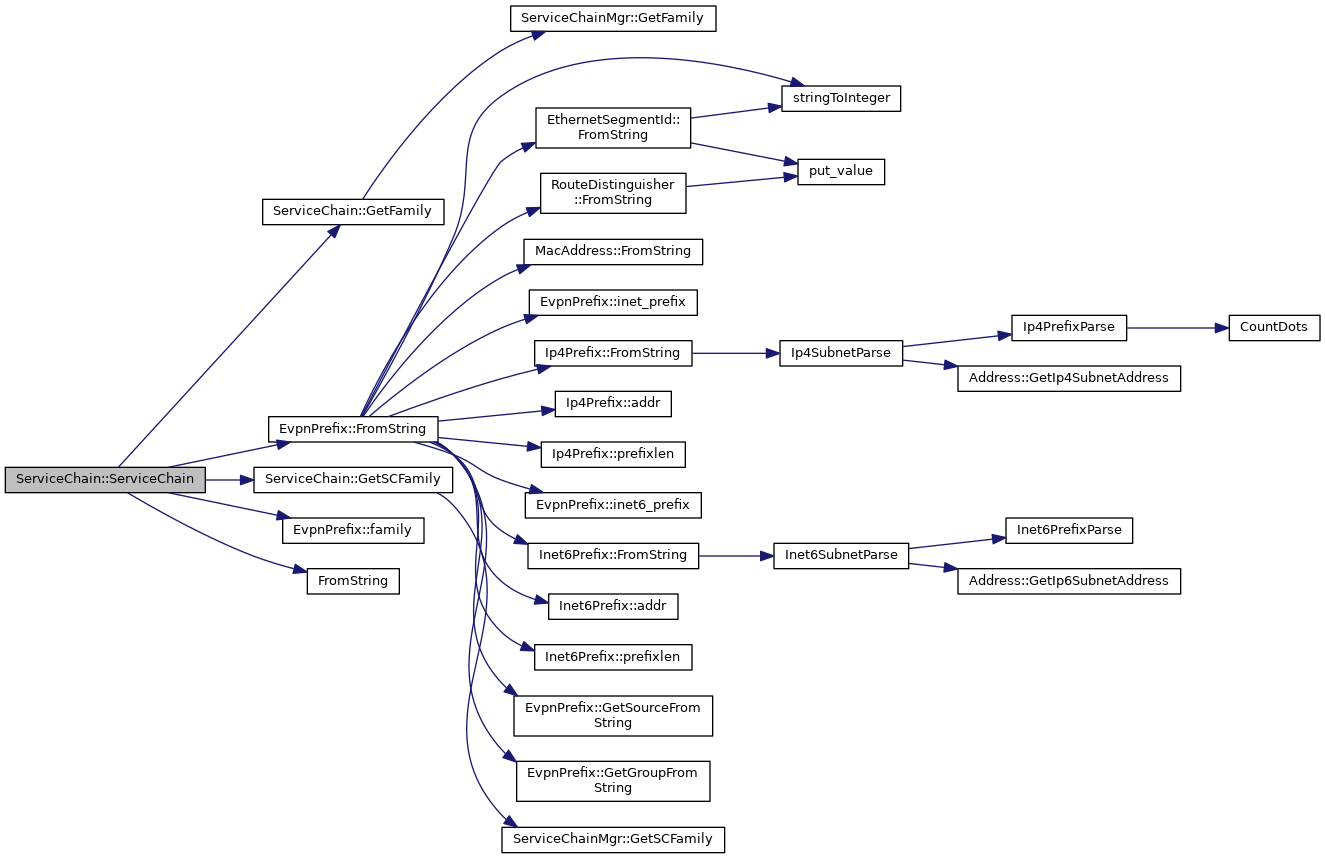 ServiceChainMgr::GetFamily
stringToInteger
EthernetSegmentId::
FromString
put_value
RouteDistinguisher
::FromString
ServiceChain::GetFamily
MacAddress::FromString
EvpnPrefix::inet_prefix
Ip4PrefixParse
CountDots
Ip4Prefix::FromString
Ip4SubnetParse
Address::GetIp4SubnetAddress
Ip4Prefix::addr
EvpnPrefix::FromString
Ip4Prefix::prefixlen
ServiceChain::ServiceChain
ServiceChain::GetSCFamily
EvpnPrefix::inet6_prefix
EvpnPrefix::family
Inet6PrefixParse
Inet6Prefix::FromString
Inet6SubnetParse
FromString
Address::GetIp6SubnetAddress
Inet6Prefix::addr
Inet6Prefix::prefixlen
EvpnPrefix::GetSourceFrom
String
EvpnPrefix::GetGroupFrom
String
ServiceChainMgr::GetSCFamily